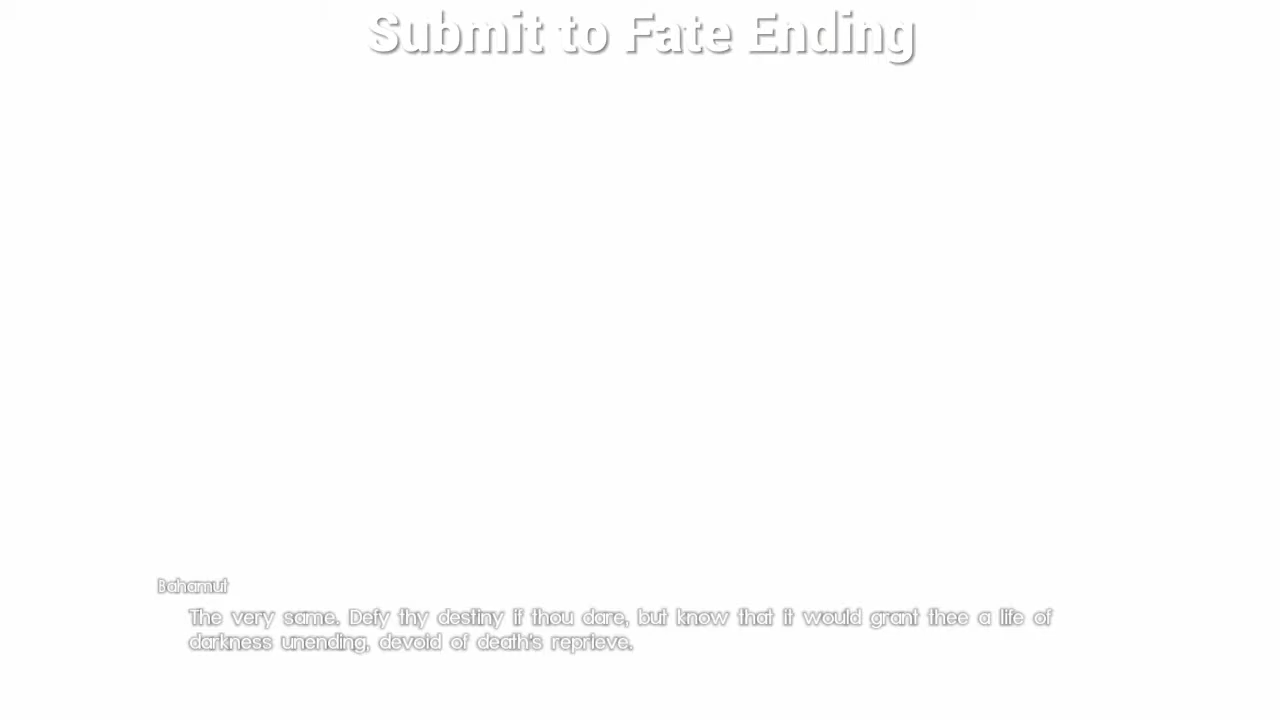 Submit to Fate Ending
Bahamut
The very same. Defy thy destiny if thou dare, but know that it would grant thee a life of
darkness unending, devoid of death's reprieve.